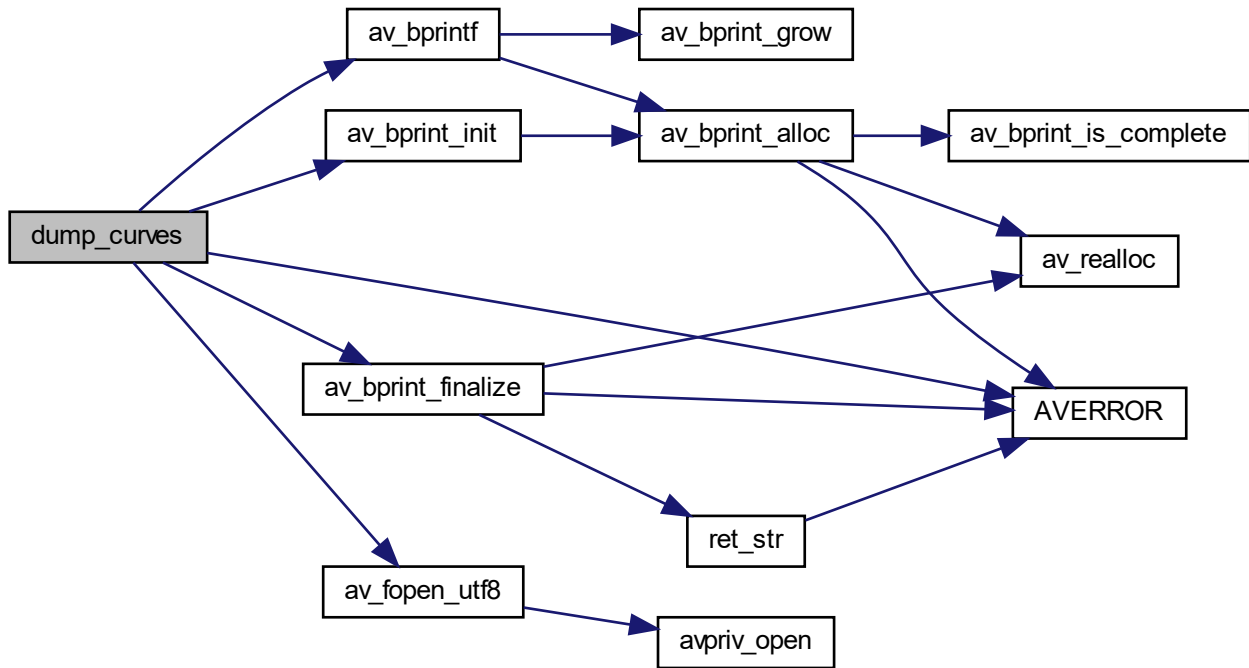 av_bprintf
av_bprint_grow
av_bprint_init
av_bprint_alloc
av_bprint_is_complete
dump_curves
av_realloc
av_bprint_finalize
AVERROR
ret_str
av_fopen_utf8
avpriv_open